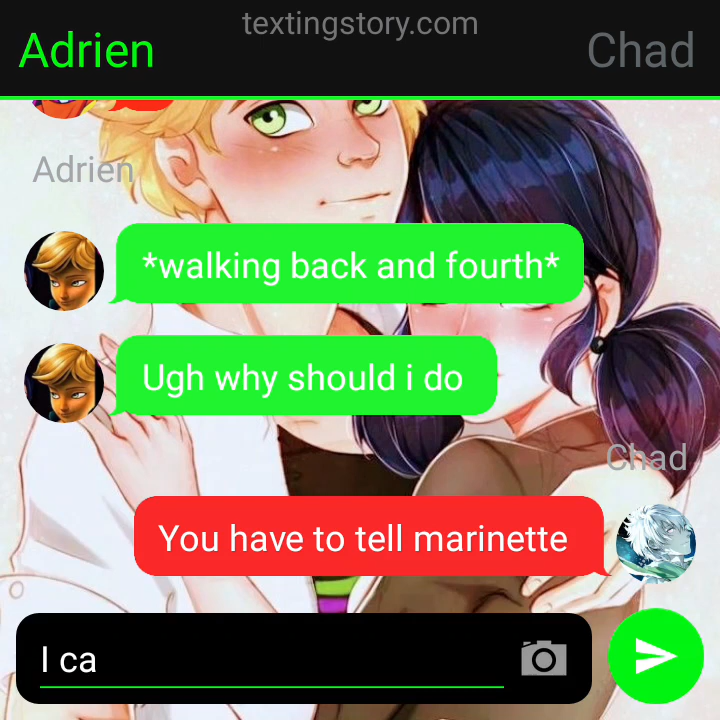 textingstory.com
Adrien
Chad
Adrien
*walking back and fourth*
Ugh why should i do
Chad
You have to tell marinette
I ca